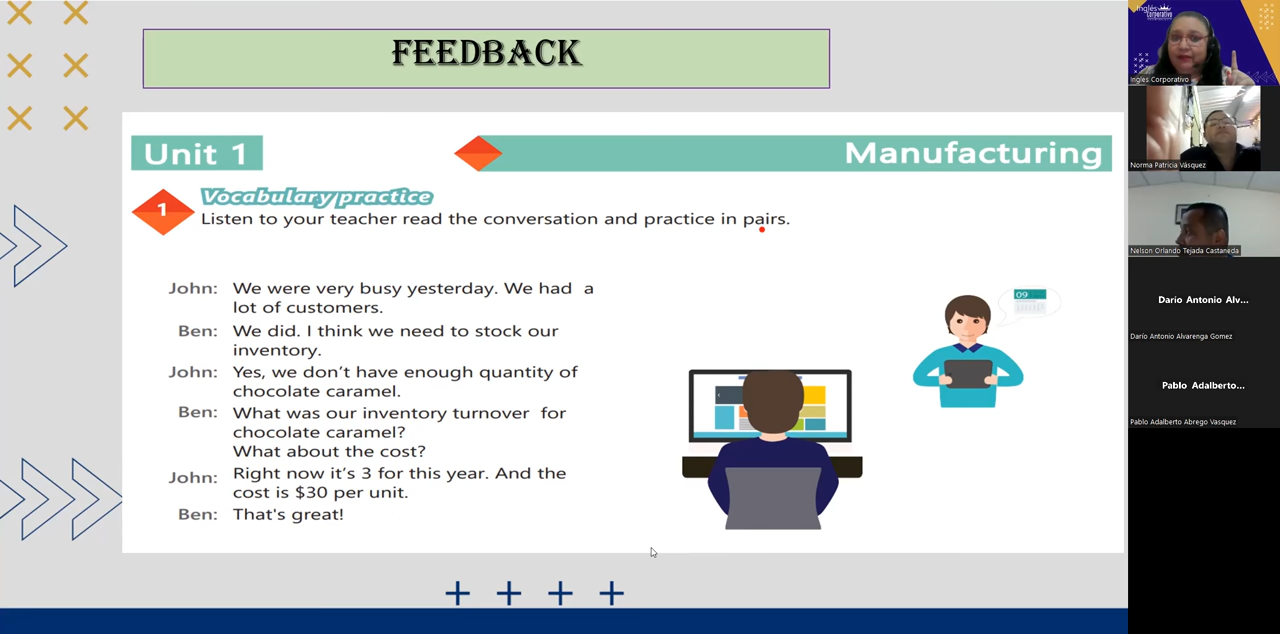 FEEDBACK
Unit 1
Manufacturing
1
Vocabulary practice
Listen to your teacher read the conversation and practice in pairs.
John: We were very busy yesterday. We had a
lot of customers.
Ben: We did. I think we need to stock our
inventory.
John: Yes, we don't have enough quantity of
chocolate caramel.
Ben: What was our inventory turnover for
chocolate caramel?
What about the cost?
John: Right now it's 3 for this year. And the
cost is $30 per unit.
Ben: That's great!
09
Inglés
Corporativo
Ingles Corporativo
Norma Patricia Vásquez
Nelson Orlando Tejada Castaneda
Dario Antonio Alv...
Darío Antonio Alvarenga Gomez
Pablo Adalberto...
Pablo Adalberto Abrego Vasquez